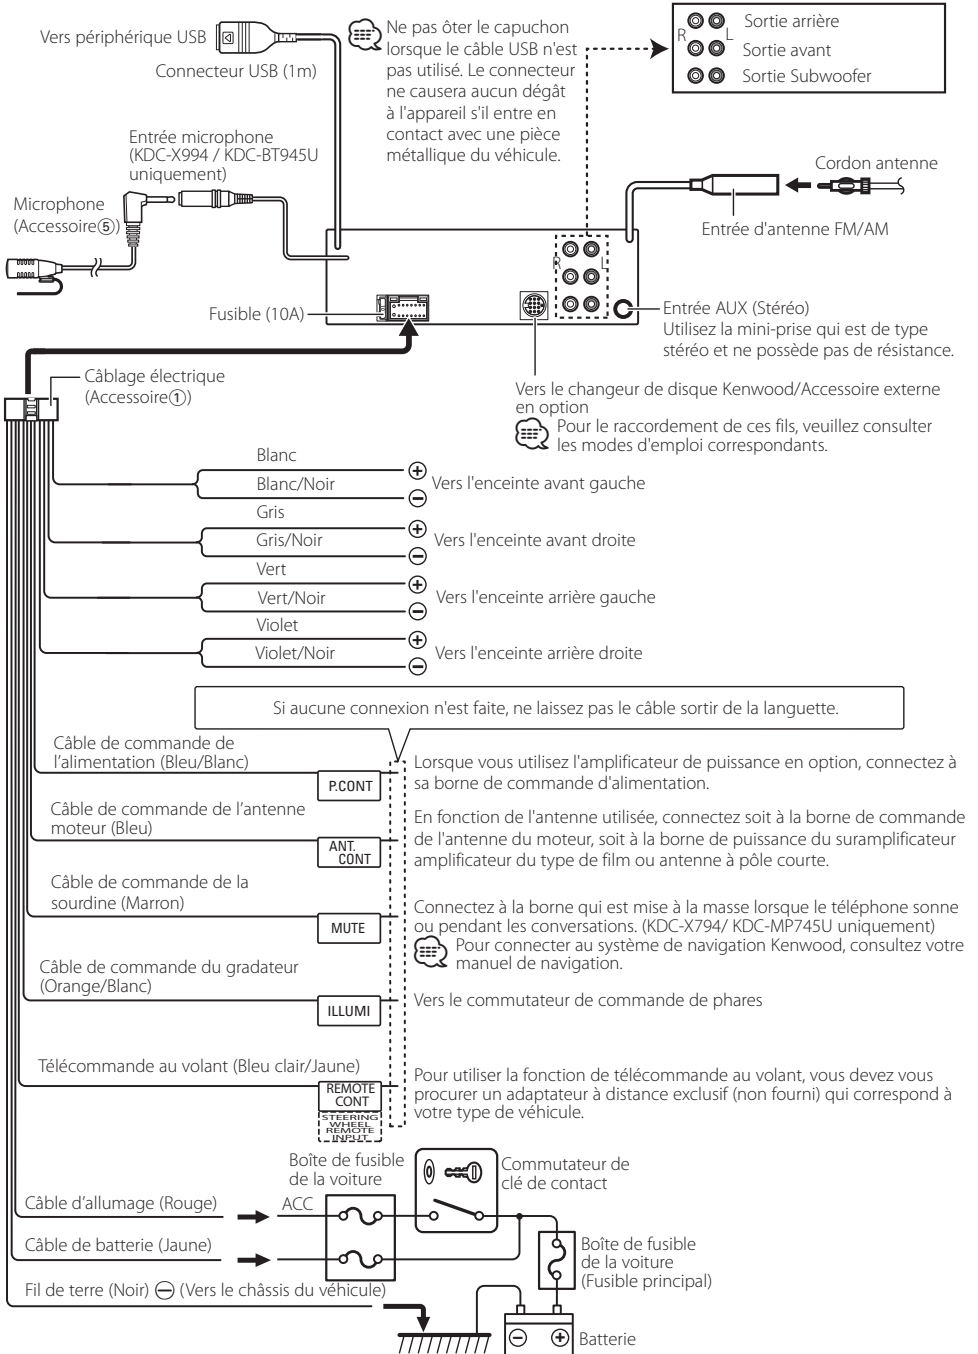 Vers périphérique USB
Connecteur USB (1m)
Ne pas ôter le capuchon
lorsque le câble USB n'est
pas utilisé. Le connecteur
ne causera aucun dégât
à l'appareil s'il entre en
contact avec une pièce
métallique du véhicule.
R
L
Sortie arrière
Sortie avant
Sortie Subwoofer
Entrée microphone
(KDC-X994 / KDC-BT945U
uniquement)
Microphone
(Accessoire⑤)
Cordon antenne
Entrée d'antenne FM/AM
R
L
Fusible (10A)
Entrée AUX (Stéréo)
Utilisez la mini-prise qui est de type
stéréo et ne possède pas de résistance.
Câblage électrique
(Accessoire①)
Vers le changeur de disque Kenwood/Accessoire externe
en option
Pour le raccordement de ces fils, veuillez consulter
les modes d'emploi correspondants.
Blanc
Blanc/Noir
Vers l'enceinte avant gauche
Gris
Gris/Noir
Vers l'enceinte avant droite
Vert
Vert/Noir
Vers l'enceinte arrière gauche
Violet
Violet/Noir
Vers l'enceinte arrière droite
Si aucune connexion n'est faite, ne laissez pas le câble sortir de la languette.
Câble de commande de
l'alimentation (Bleu/Blanc)
P.CONT
Lorsque vous utilisez l'amplificateur de puissance en option, connectez à
sa borne de commande d'alimentation.
Câble de commande de l'antenne
moteur (Bleu)
ANT.
CONT
En fonction de l'antenne utilisée, connectez soit à la borne de commande
de l'antenne du moteur, soit à la borne de puissance du suramplificateur
amplificateur du type de film ou antenne à pôle courte.
Câble de commande de la
sourdine (Marron)
MUTE
Connectez à la borne qui est mise à la masse lorsque le téléphone sonne
ou pendant les conversations. (KDC-X794/ KDC-MP745U uniquement)
Pour connecter au système de navigation Kenwood, consultez votre
manuel de navigation.
Câble de commande du gradateur
(Orange/Blanc)
ILLUMI
Vers le commutateur de commande de phares
Télécommande au volant (Bleu clair/Jaune)
REMOTE
CONT
STEERING
WHEEL
REMOTE
INPUT
Pour utiliser la fonction de télécommande au volant, vous devez vous
procurer un adaptateur à distance exclusif (non fourni) qui correspond à
votre type de véhicule.
Boîte de fusible
de la voiture
Commutateur de
clé de contact
Câble d'allumage (Rouge)
ACC
Câble de batterie (Jaune)
Boîte de fusible
de la voiture
(Fusible principal)
Fil de terre (Noir) ⊖ (Vers le châssis du véhicule)
Batterie